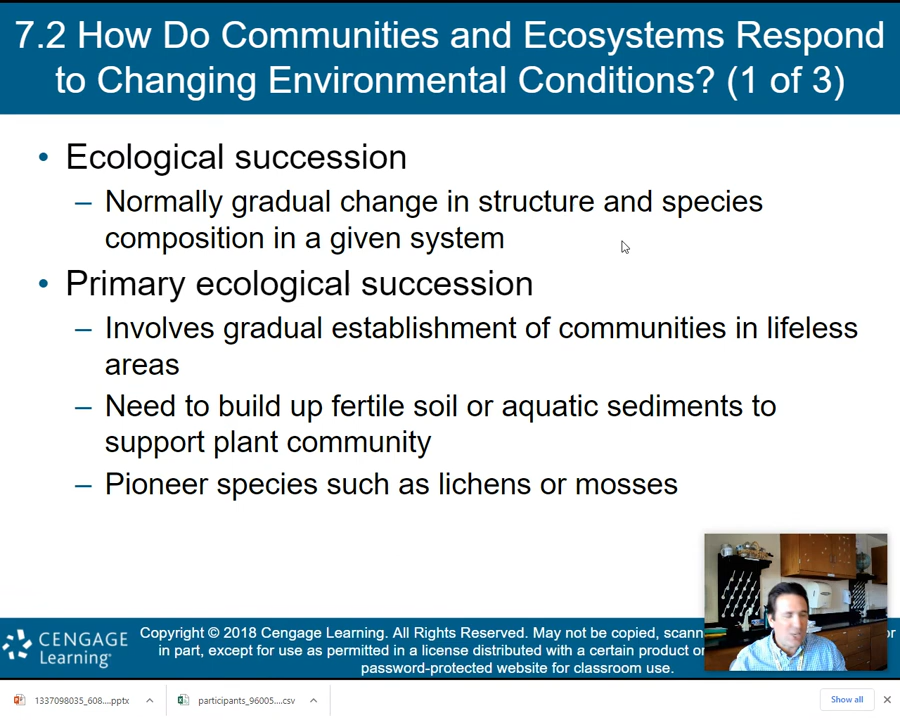 7.2 How Do Communities and Ecosystems Respond
to Changing Environmental Conditions? (1 of 3)
• Ecological succession
– Normally gradual change in structure and species
composition in a given system
• Primary ecological succession
– Involves gradual establishment of communities in lifeless
areas
– Need to build up fertile soil or aquatic sediments to
support plant community
– Pioneer species such as lichens or mosses
CENGAGE
Learning®
Copyright © 2018 Cengage Learning. All Rights Reserved. May not be copied, scann
or
in part, except for use as permitted in a license distributed with a certain product or
password-protected website for classroom use.
1337098035_608....pptx
participants_96005....csv
Show all